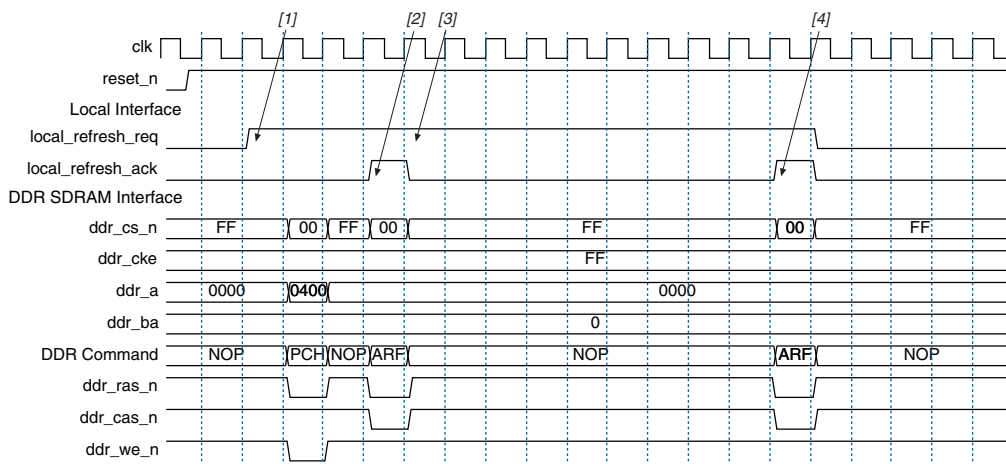 [1] [2] [3] [4]
clk
reset_n
Local Interface
local_refresh_req
local_refresh_ack
DDR SDRAM Interface
ddr_cs_n FF 00 FF 00 FF 00 FF
ddr_cke FF
ddr_a 0000 0400 0000
ddr_ba 0
DDR Command NOP PCH NOP ARF NOP ARF NOP
ddr_ras_n
ddr_cas_n
ddr_we_n